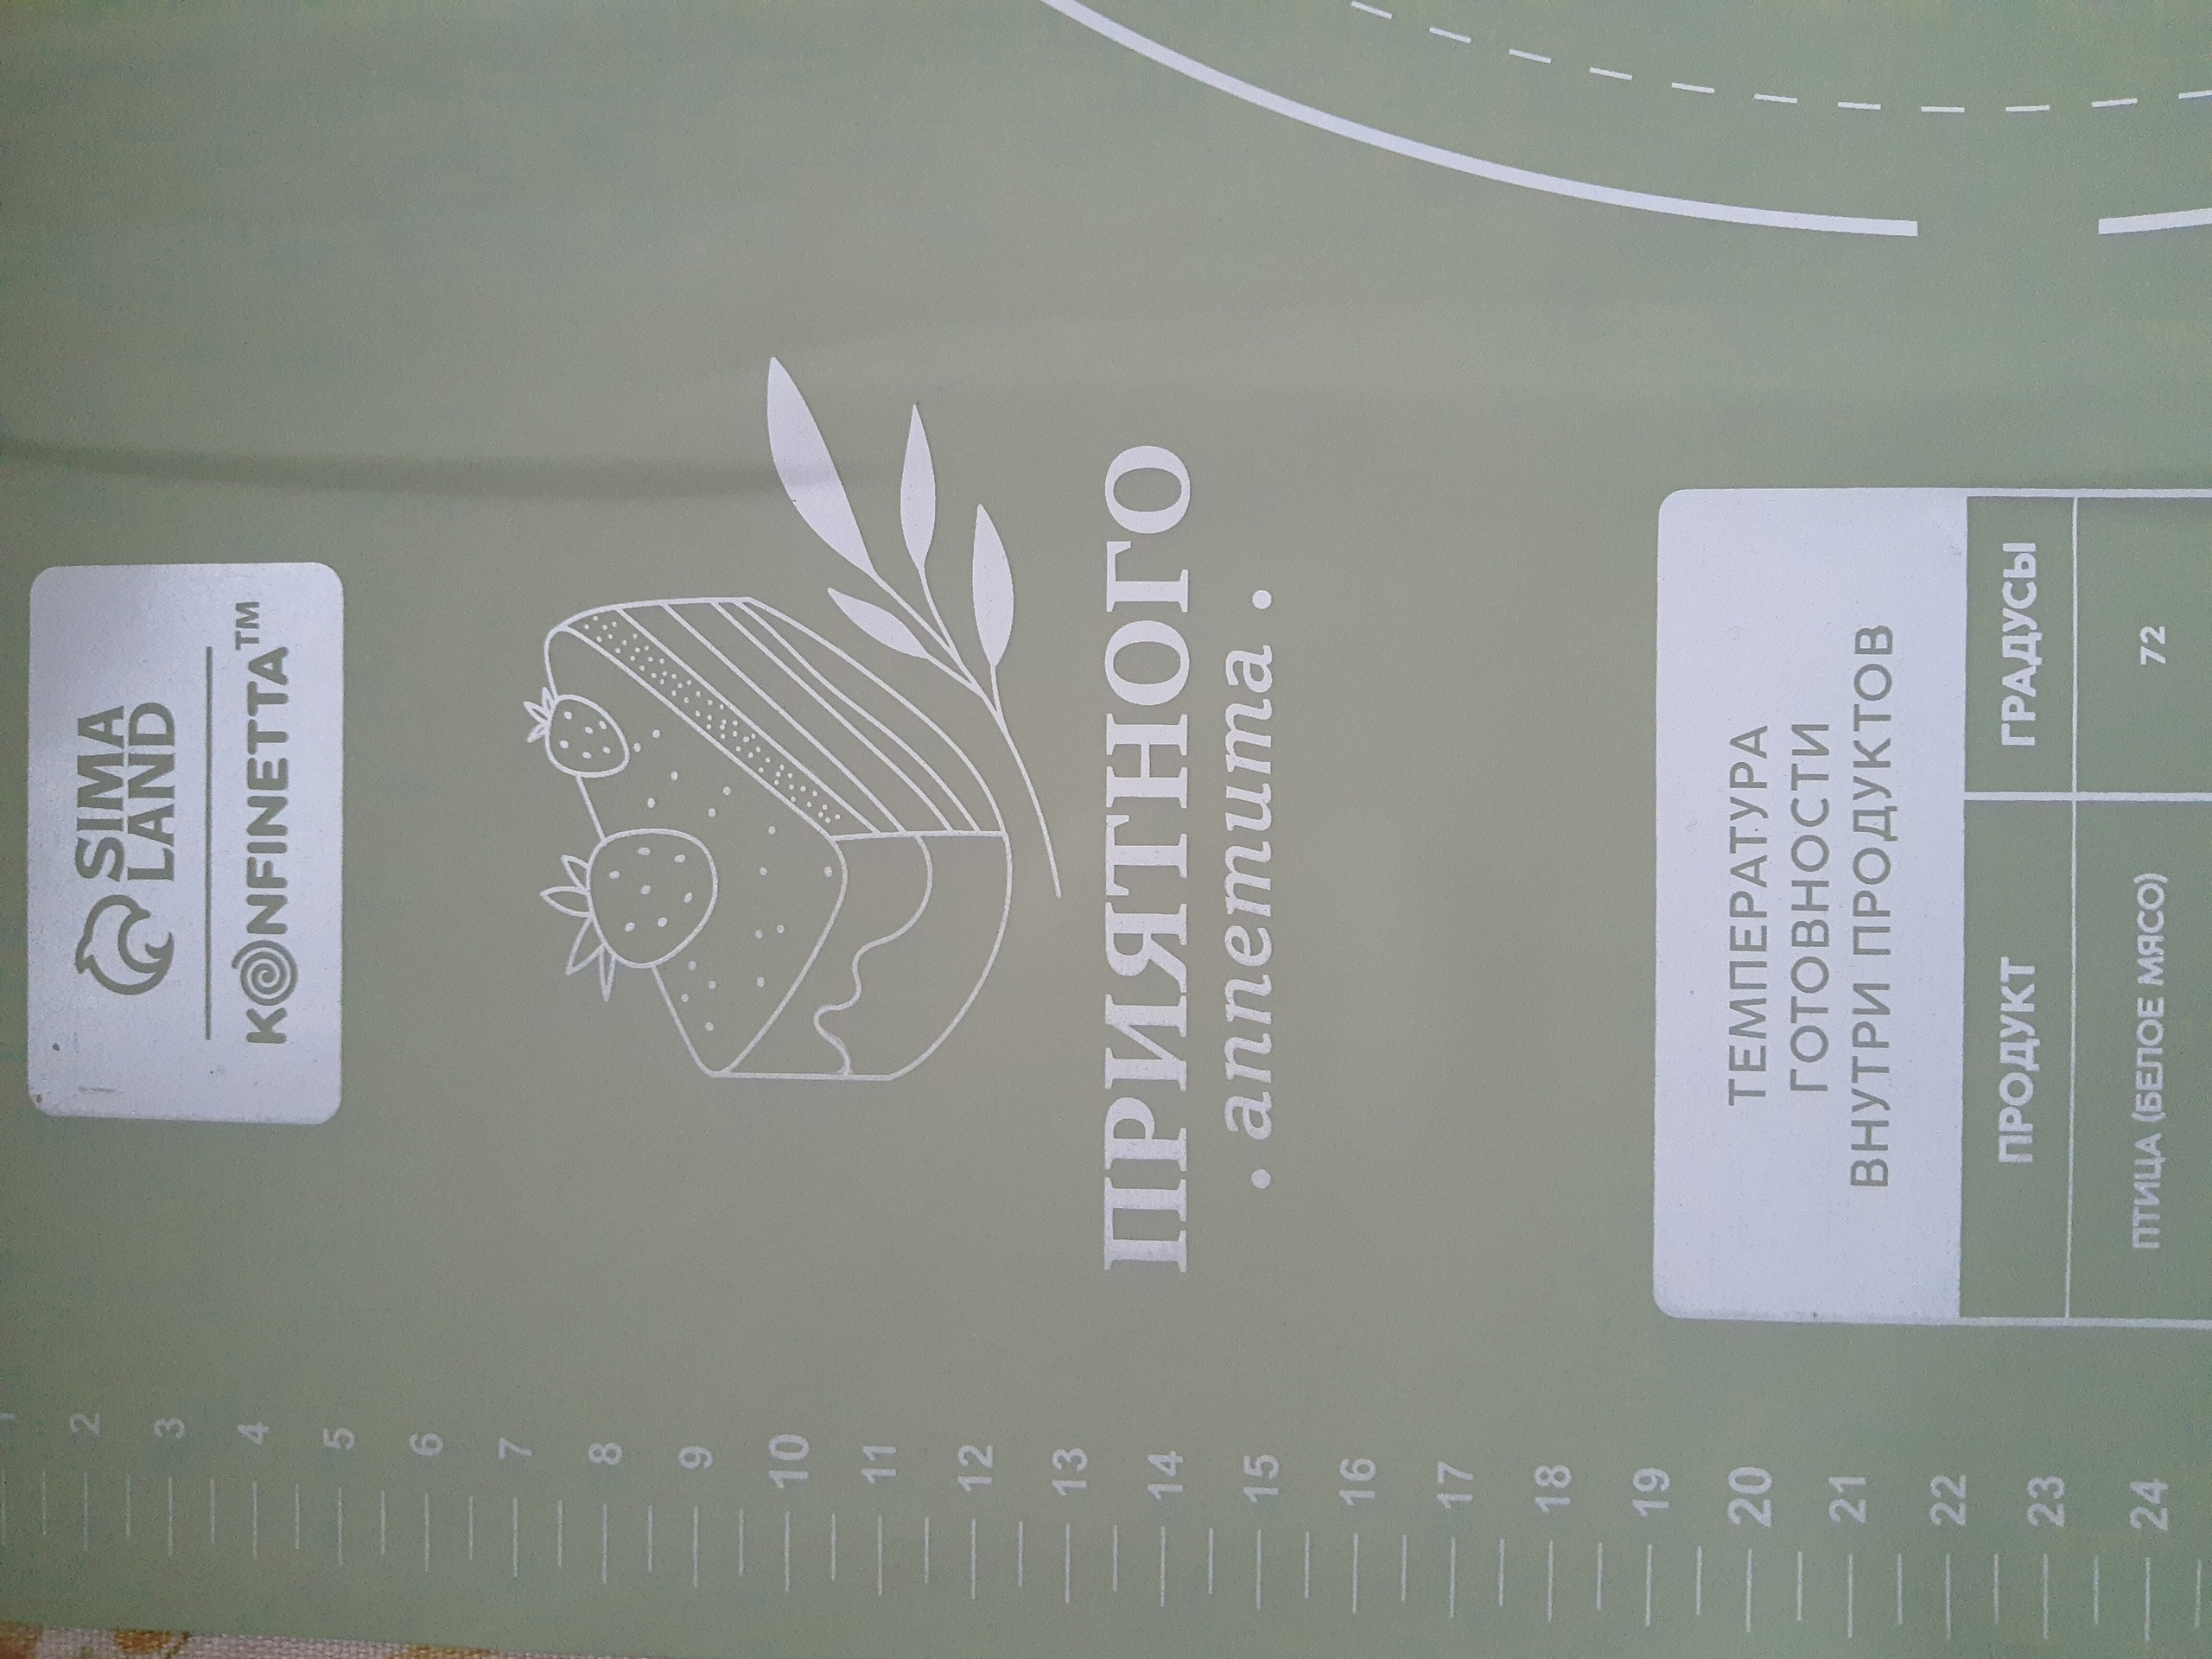 SIMA
LAND
KONFINETTA™
ПРИЯТНОГО
• аппетита •
ТЕМПЕРАТУРА
ГОТОВНОСТИ
ВНУТРИ ПРОДУКТОВ
ПРОДУКТ ГРАДУСЫ
ПТИЦА (БЕЛОЕ МЯСО) 72
2
3
4
5
6
7
8
9
10
11
12
13
14
15
16
17
18
19
20
21
22
23
24